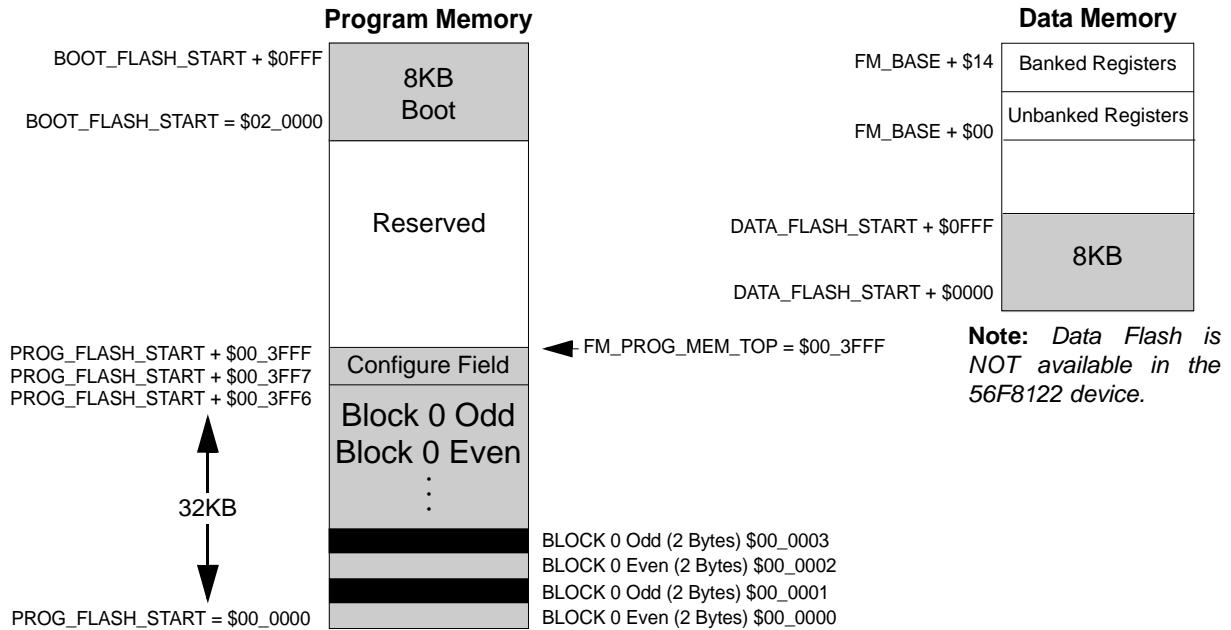 Program Memory
BOOT_FLASH_START + $0FFF
8KB
Boot
BOOT_FLASH_START = $02_0000
Reserved
PROG_FLASH_START + $00_3FFF
FM_PROG_MEM_TOP = $00_3FFF
Configure Field
PROG_FLASH_START + $00_3FF7
PROG_FLASH_START + $00_3FF6
Block 0 Odd
Block 0 Even
32KB
BLOCK 0 Odd (2 Bytes) $00_0003
BLOCK 0 Even (2 Bytes) $00_0002
BLOCK 0 Odd (2 Bytes) $00_0001
PROG_FLASH_START = $00_0000
BLOCK 0 Even (2 Bytes) $00_0000
Data Memory
FM_BASE + $14
Banked Registers
Unbanked Registers
FM_BASE + $00
DATA_FLASH_START + $0FFF
8KB
DATA_FLASH_START + $0000
Note: Data Flash is
NOT available in the
56F8122 device.